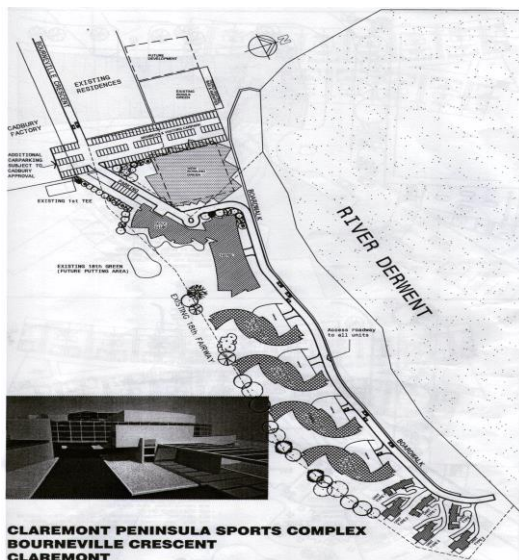 BOURNEVILLE CRESCENT
EXISTING
RESIDENCES
FUTURE
DEVELOPMENT
N
CADBURY
FACTORY
ADDITIONAL
CARPARKING
SUBJECT TO
CADBURY
APPROVAL
EXISTING 1st TEE
BOARDWALK
EXISTING 18th GREEN
(FUTURE PUTTING AREA)
RIVER DERWENT
EXISTING 18th FAIRWAY
Access roadway
to all units
BOARDWALK
CLAREMONT PENINSULA SPORTS COMPLEX
BOURNEVILLE CRESCENT
CLAREMONT